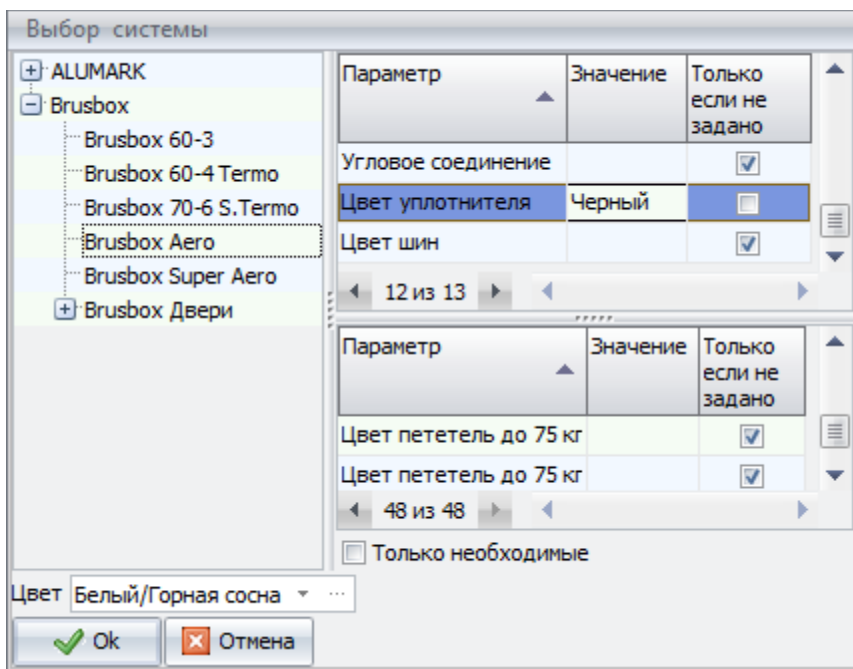 Выбор системы
ALUMARK
Brusbox
Brusbox 60-3
Brusbox 60-4 Termo
Brusbox 70-6 S.Termo
Brusbox Aero
Brusbox Super Aero
Brusbox Двери
Параметр Значение Только если не задано
Угловое соединение
Цвет уплотнителя Черный
Цвет шин
12 из 13
Параметр Значение Только если не задано
Цвет пететель до 75 кг
Цвет пететель до 75 кг
48 из 48
Только необходимые
Цвет Белый/Горная сосна ...
Ok Отмена